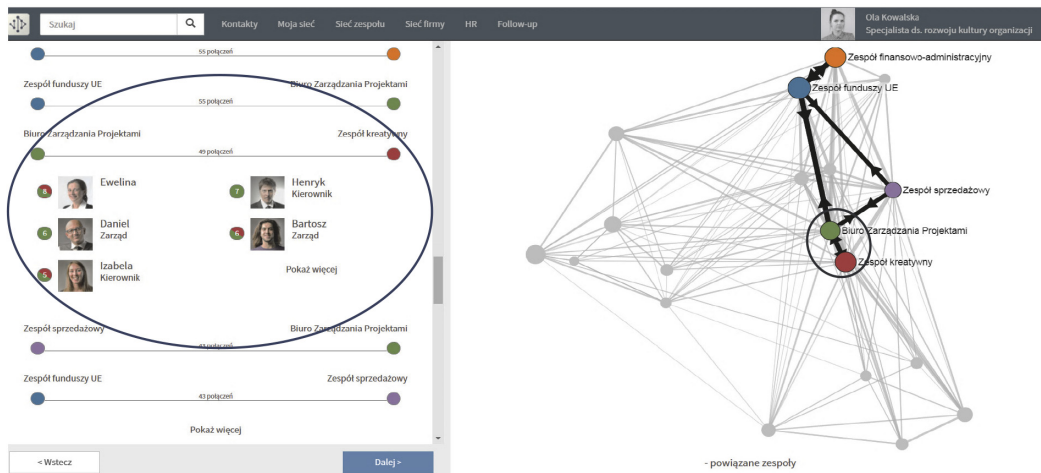 Szukaj
Kontakty Moja sieć Sieć zespołu Sieć firmy HR Follow-up
Ola Kowalska
Specjalista ds. rozwoju kultury organizacji
55 połączeń
Zespół funduszy UE Biuro Zarządzania Projektami
55 połączeń
Biuro Zarządzania Projektami Zespół kreatywny
49 połączeń
8 Ewelina
7 Henryk
Kierownik
6 Daniel
Zarząd
6 Bartosz
Zarząd
5 Izabela
Kierownik
Pokaż więcej
Zespół sprzedażowy Biuro Zarządzania Projektami
43 połączeń
Zespół funduszy UE Zespół sprzedażowy
43 połączeń
Pokaż więcej
< Wstecz Dalej >
Zespół finansowo-administracyjny
Zespół funduszy UE
Zespół sprzedażowy
Biuro Zarządzania Projektami
Zespół kreatywny
- powiązane zespoły